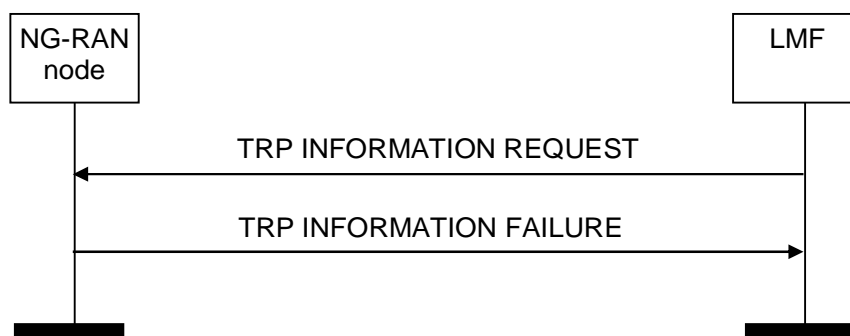 NG-RAN
node
LMF
TRP INFORMATION REQUEST
TRP INFORMATION FAILURE